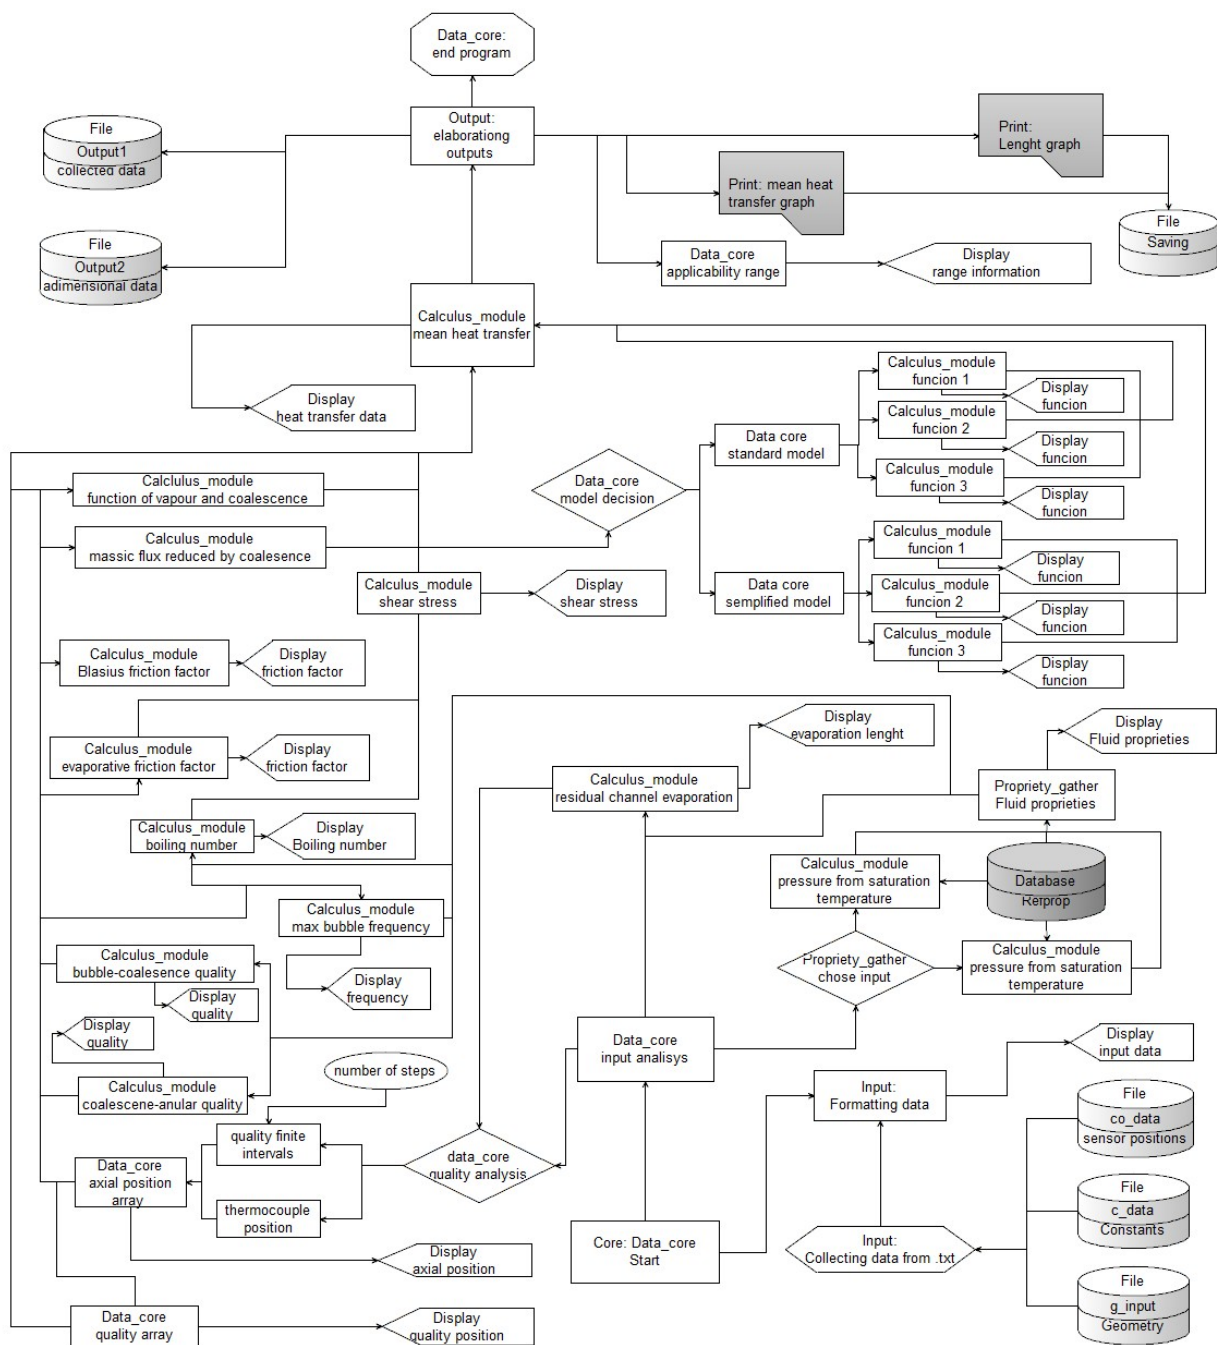 Data_core:
end program
Output:
elaborationg
outputs
File
Output1
collected data
File
Output2
adimensional data
Print:
Lenght graph
Print: mean heat
transfer graph
File
Saving
Data_core
applicability range
Display
range information
Calculus_module
mean heat transfer
Display
heat transfer data
Calculus_module
funcion 1
Display
funcion
Calculus_module
funcion 2
Display
funcion
Calculus_module
funcion 3
Display
funcion
Data core
standard model
Data_core
model decision
Calclulus_module
function of vapour and coalescence
Calculus_module
massic flux reduced by coalesence
Calculus_module
shear stress
Display
shear stress
Data core
semplified model
Calculus_module
funcion 1
Display
funcion
Calculus_module
funcion 2
Display
funcion
Calculus_module
funcion 3
Display
funcion
Calculus_module
Blasius friction factor
Display
friction factor
Calculus_module
evaporative friction factor
Display
friction factor
Display
evaporation lenght
Display
Fluid proprieties
Calculus_module
residual channel evaporation
Propriety_gather
Fluid proprieties
Calculus_module
boiling number
Display
Boiling number
Calculus_module
pressure from saturation
temperature
Database
Refprop
Calculus_module
max bubble frequency
Calculus_module
bubble-coalesence quality
Display
quality
Display
frequency
Propriety_gather
chose input
Calculus_module
pressure from saturation
temperature
Display
quality
Data_core
input analisys
Display
input data
number of steps
Calculus_module
coalescene-anular quality
Input:
Formatting data
File
co_data
sensor positions
quality finite
intervals
data_core
quality analysis
Data_core
axial position
array
thermocouple
position
File
c_data
Constants
Core: Data_core
Start
Input:
Collecting data from .txt
Display
axial position
File
g_input
Geometry
Data_core
quality array
Display
quality position